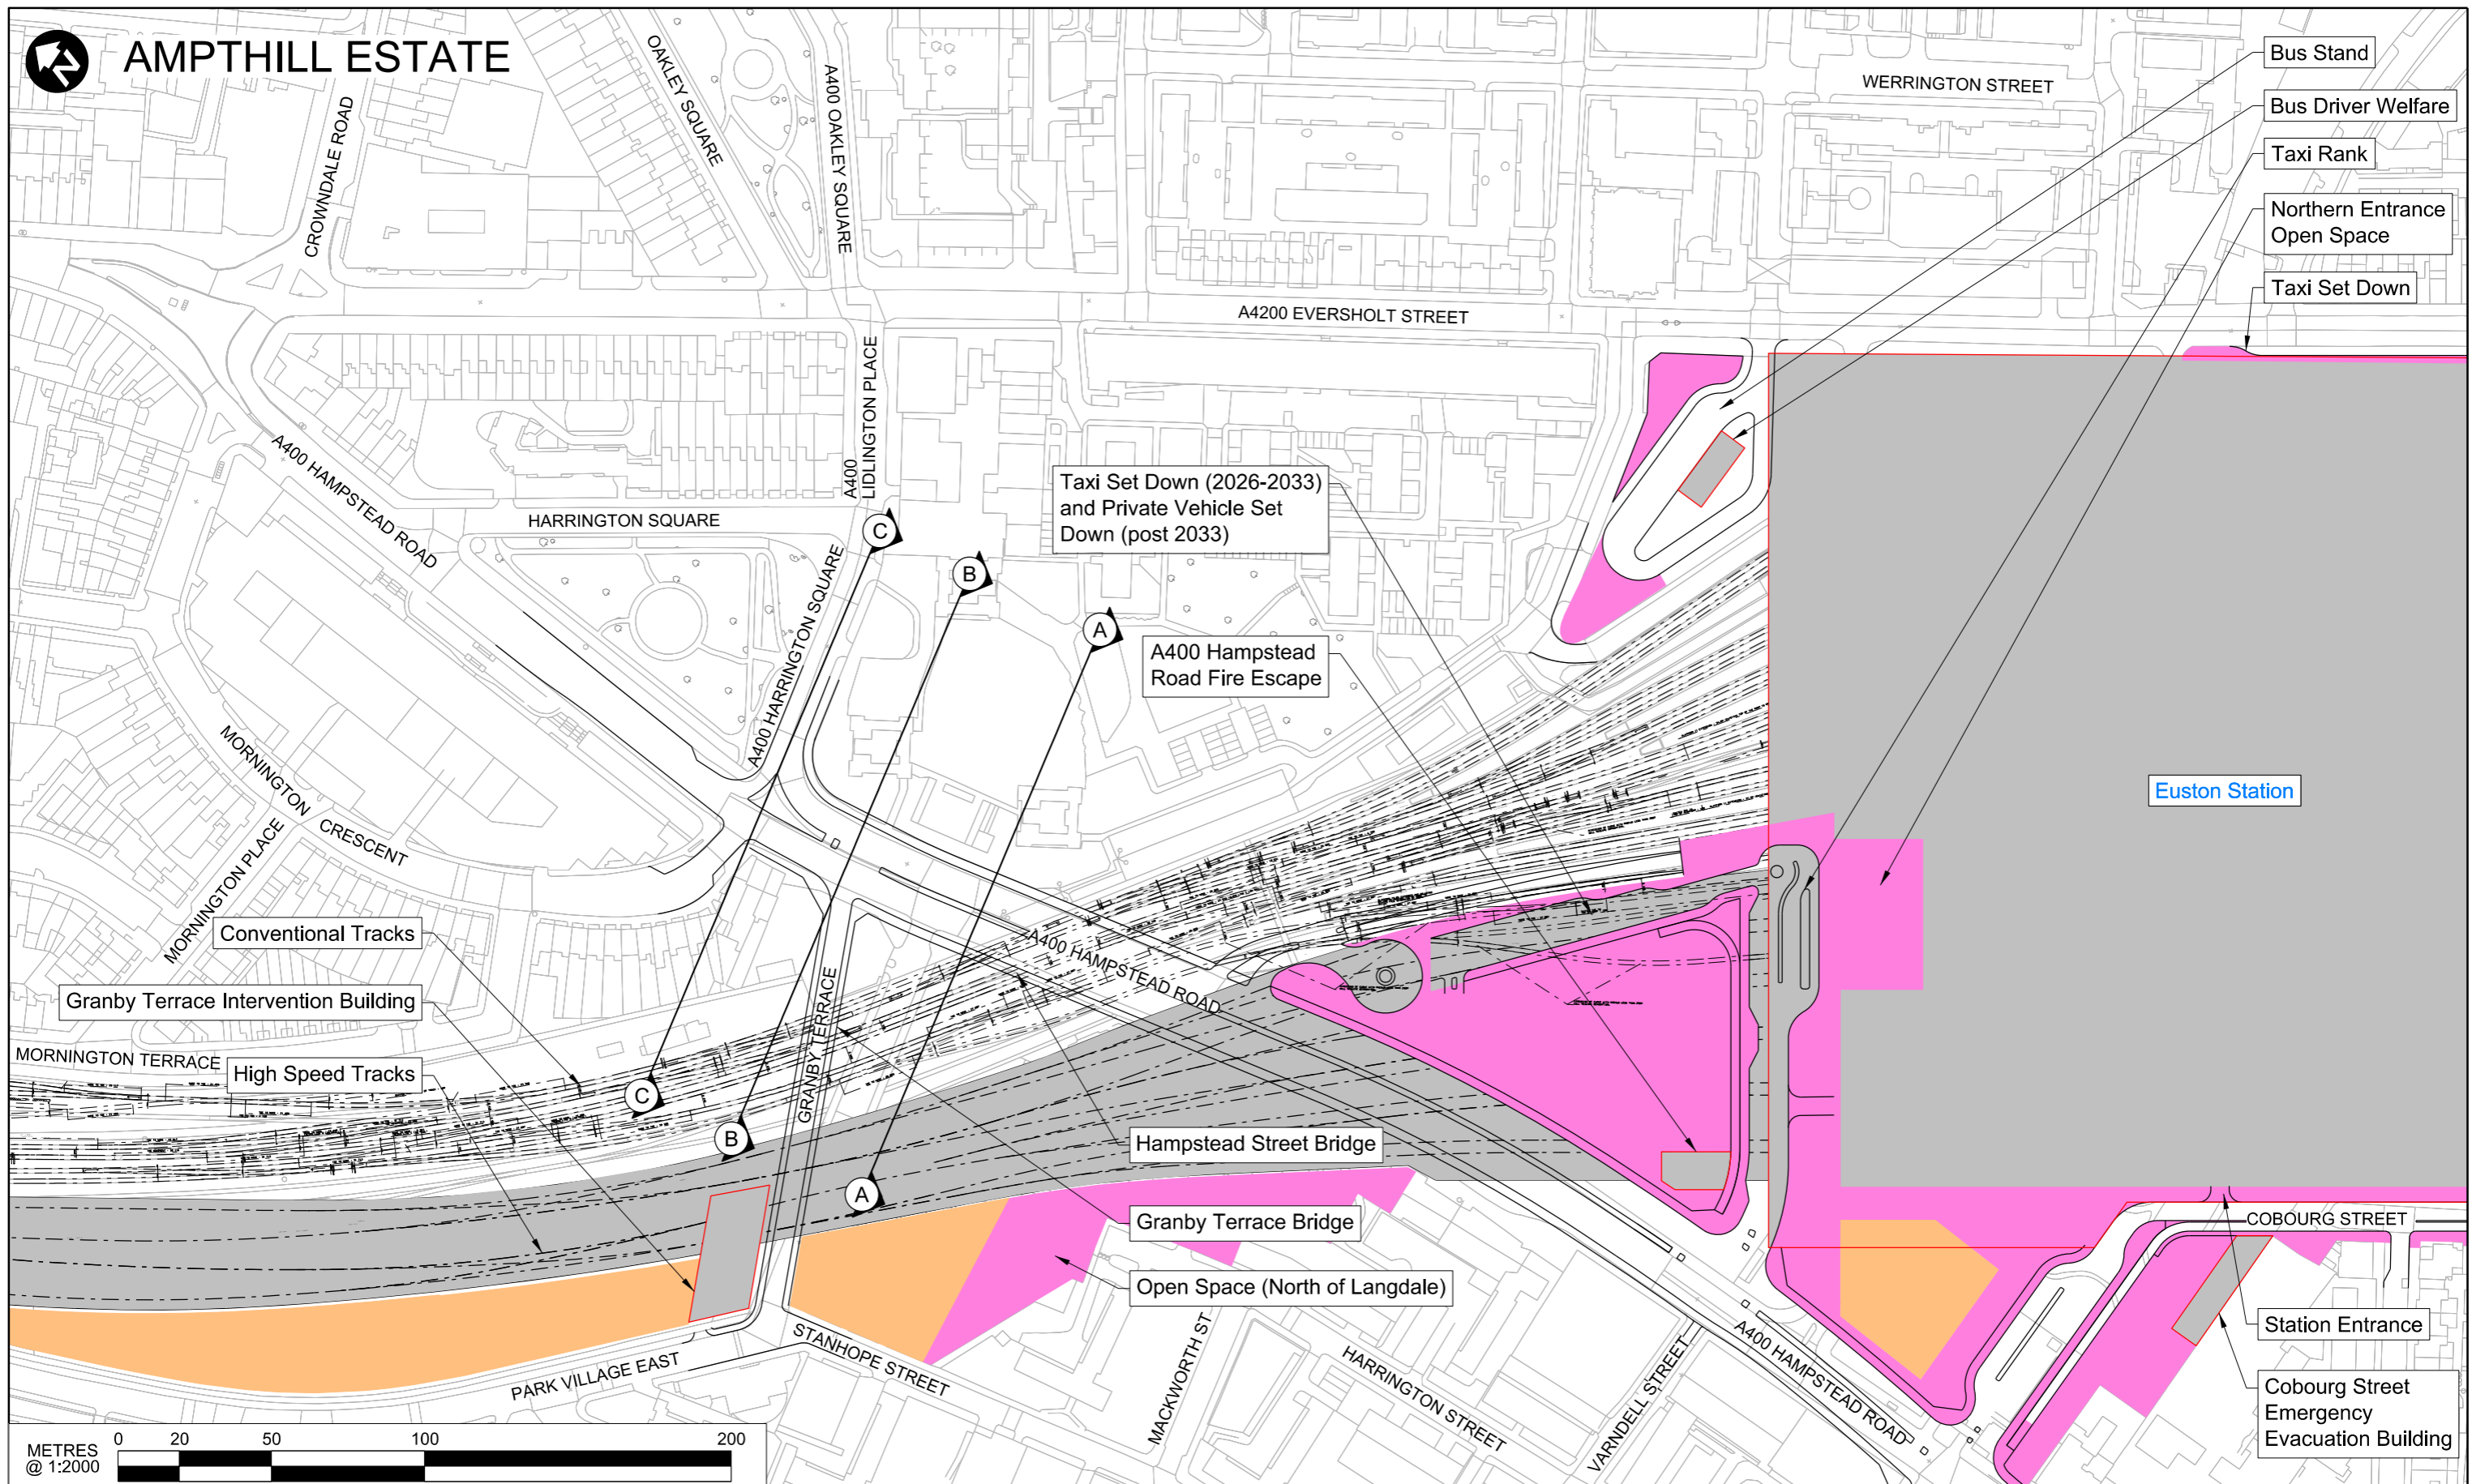 N
AMPTHILL ESTATE
CROWNDALE ROAD
OAKLEY SQUARE
A400 OAKLEY SQUARE
WERRINGTON STREET
Bus Stand
Bus Driver Welfare
Taxi Rank
Northern Entrance
Open Space
Taxi Set Down
A4200 EVERSHOLT STREET
A400
LIDLINGTON PLACE
A400 HAMPSTEAD ROAD
HARRINGTON SQUARE
Taxi Set Down (2026-2033)
and Private Vehicle Set
Down (post 2033)
C
B
A
A400 HARRINGTON SQUARE
A400 Hampstead
Road Fire Escape
Euston Station
MORNINGTON CRESCENT
MORNINGTON PLACE
Conventional Tracks
A400 HAMPSTEAD ROAD
Granby Terrace Intervention Building
GRANBY TERRACE
MORNINGTON TERRACE
High Speed Tracks
C
B
A
Hampstead Street Bridge
Granby Terrace Bridge
Open Space (North of Langdale)
COBOURG STREET
Station Entrance
Cobourg Street
Emergency
Evacuation Building
STANHOPE STREET
PARK VILLAGE EAST
MACKWORTH ST
HARRINGTON STREET
VARNDELL STREET
A400 HAMPSTEAD ROAD
METRES
@ 1:2000
0 20 50 100 200